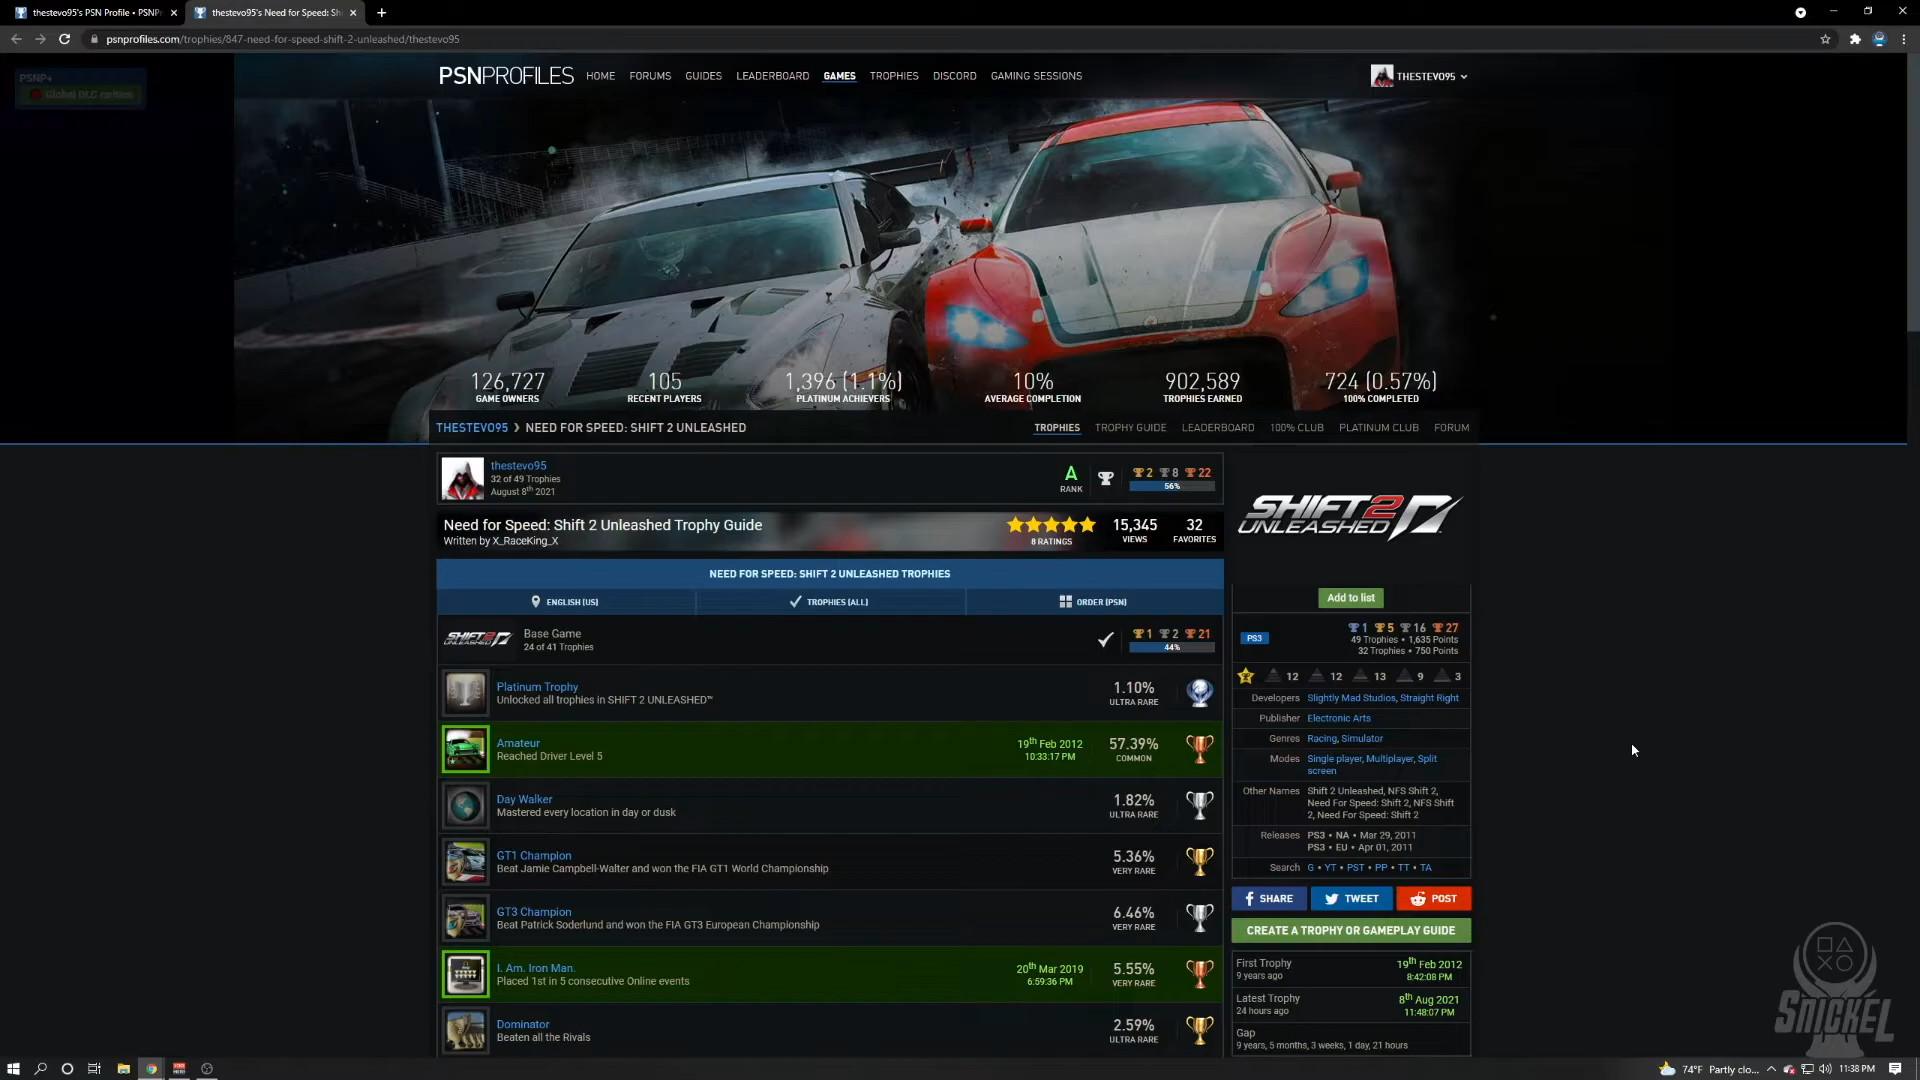 thestevo95's PSN Profile • PSNP
thestevo95's Need for Speed: Sh
psnprofiles.com/trophies/847-need-for-speed-shift-2-unleashed/thestevo95
PSNP+
Global DLC rarities
PSNPROFILES HOME FORUMS GUIDES LEADERBOARD GAMES TROPHIES DISCORD GAMING SESSIONS THESTEVO95
126,727 105 1,396 (1.1%) 10% 902,589 724 (0.57%)
GAME OWNERS RECENT PLAYERS PLATINUM ACHIEVERS AVERAGE COMPLETION TROPHIES EARNED 100% COMPLETED
THESTEVO95 › NEED FOR SPEED: SHIFT 2 UNLEASHED TROPHIES TROPHY GUIDE LEADERBOARD 100% CLUB PLATINUM CLUB FORUM
thestevo95
32 of 49 Trophies
August 8th 2021
A
RANK
2 8 22
56%
Need for Speed: Shift 2 Unleashed Trophy Guide
Written by X_RaceKing_X
8 RATINGS
15,345
VIEWS
32
FAVORITES
NEED FOR SPEED: SHIFT 2 UNLEASHED TROPHIES
ENGLISH (US) TROPHIES (ALL) ORDER (PSN)
SHIFT 2
UNLEASHED
Base Game
24 of 41 Trophies
1 2 21
44%
Platinum Trophy
Unlocked all trophies in SHIFT 2 UNLEASHED™
1.10%
ULTRA RARE
Amateur
Reached Driver Level 5
19th Feb 2012
10:33:17 PM
57.39%
COMMON
Day Walker
Mastered every location in day or dusk
1.82%
ULTRA RARE
GT1 Champion
Beat Jamie Campbell-Walter and won the FIA GT1 World Championship
5.36%
VERY RARE
GT3 Champion
Beat Patrick Soderlund and won the FIA GT3 European Championship
6.46%
VERY RARE
I. Am. Iron Man.
Placed 1st in 5 consecutive Online events
20th Mar 2019
6:59:36 PM
5.55%
VERY RARE
Dominator
Beaten all the Rivals
2.59%
ULTRA RARE
SHIFT 2
UNLEASHED
Add to list
PS3
1 5 16 27
49 Trophies • 1,635 Points
32 Trophies • 750 Points
12 12 13 9 3
Developers Slightly Mad Studios, Straight Right
Publisher Electronic Arts
Genres Racing, Simulator
Modes Single player, Multiplayer, Split
screen
Other Names Shift 2 Unleashed, NFS Shift 2,
Need For Speed: Shift 2, NFS Shift
2, Need For Speed: Shift 2
Releases PS3 • NA • Mar 29, 2011
PS3 • EU • Apr 01, 2011
Search G • YT • PST • PP • TT • TA
SHARE TWEET POST
CREATE A TROPHY OR GAMEPLAY GUIDE
First Trophy
9 years ago
19th Feb 2012
8:42:08 PM
Latest Trophy
24 hours ago
8th Aug 2021
11:48:07 PM
Gap
9 years, 5 months, 3 weeks, 1 day, 21 hours
SNICKEL
74°F Partly clo... 11:38 PM